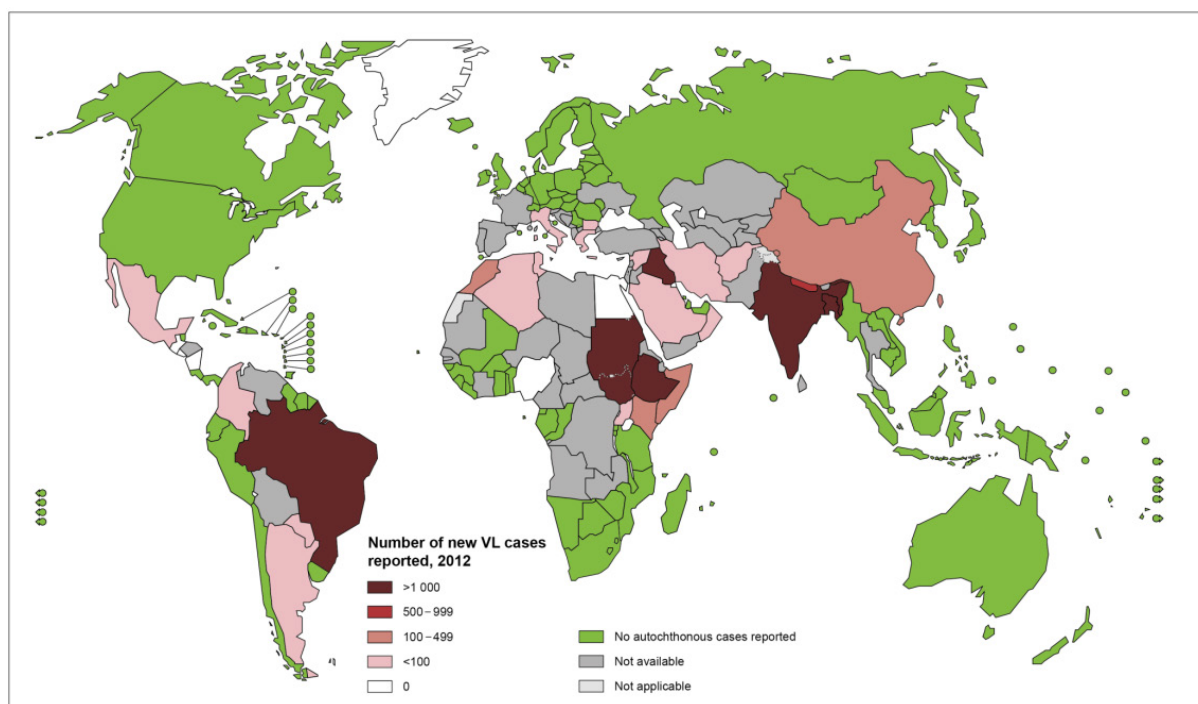 Number of new VL cases
reported, 2012
>1 000
500–999
100–499
<100
0
No autochthonous cases reported
Not available
Not applicable